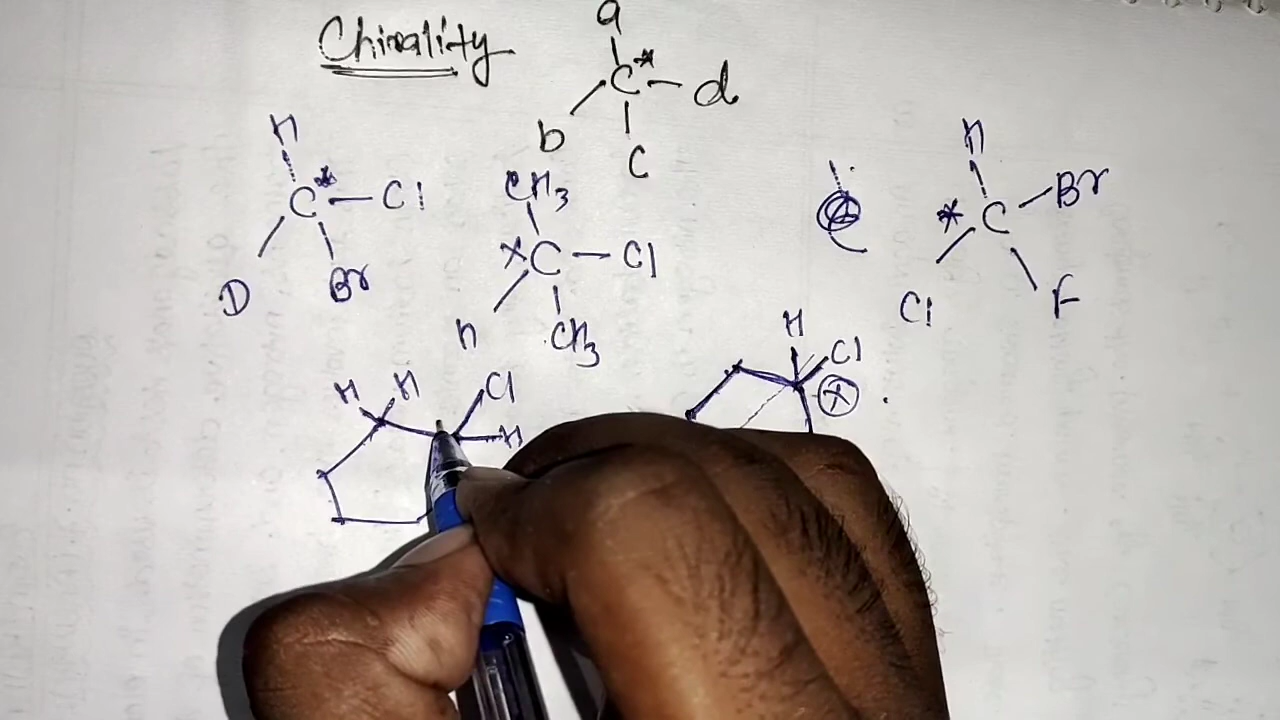 Chirality
a
C* d
b
C
H
C* Cl
D Br
CH3
x C Cl
H
CH3
H
* C Br
Cl F
H H Cl
H
H Cl
x